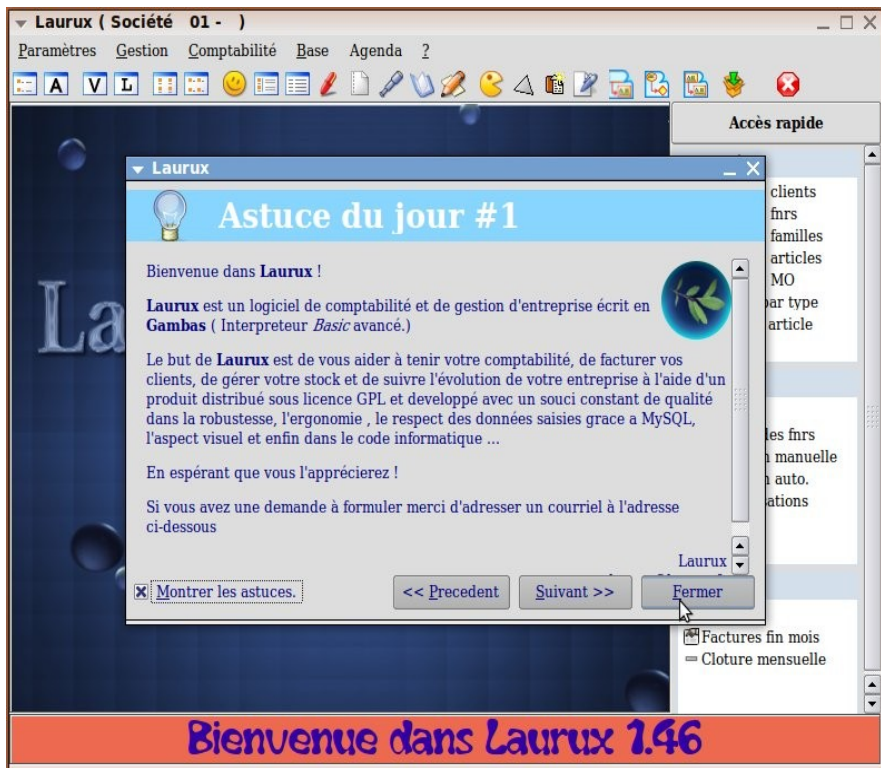 Laurux ( Société 01 - )
Paramètres Gestion Comptabilité Base Agenda ?
A V L
Accès rapide
Laurux
Astuce du jour #1
Bienvenue dans Laurux !
Laurux est un logiciel de comptabilité et de gestion d'entreprise écrit en
Gambas ( Interpreteur Basic avancé.)
Le but de Laurux est de vous aider à tenir votre comptabilité, de facturer vos
clients, de gérer votre stock et de suivre l'évolution de votre entreprise à l'aide d'un
produit distribué sous licence GPL et developpé avec un souci constant de qualité
dans la robustesse, l'ergonomie , le respect des données saisies grace a MySQL,
l'aspect visuel et enfin dans le code informatique ...
En espérant que vous l'apprécierez !
Si vous avez une demande à formuler merci d'adresser un courriel à l'adresse
ci-dessous
Laurux
Montrer les astuces.
<< Precedent
Suivant >>
Fermer
La
clients
fnrs
familles
articles
MO
par type
article
des fnrs
manuelle
auto.
Factures fin mois
Cloture mensuelle
Bienvenue dans Laurux 1.46